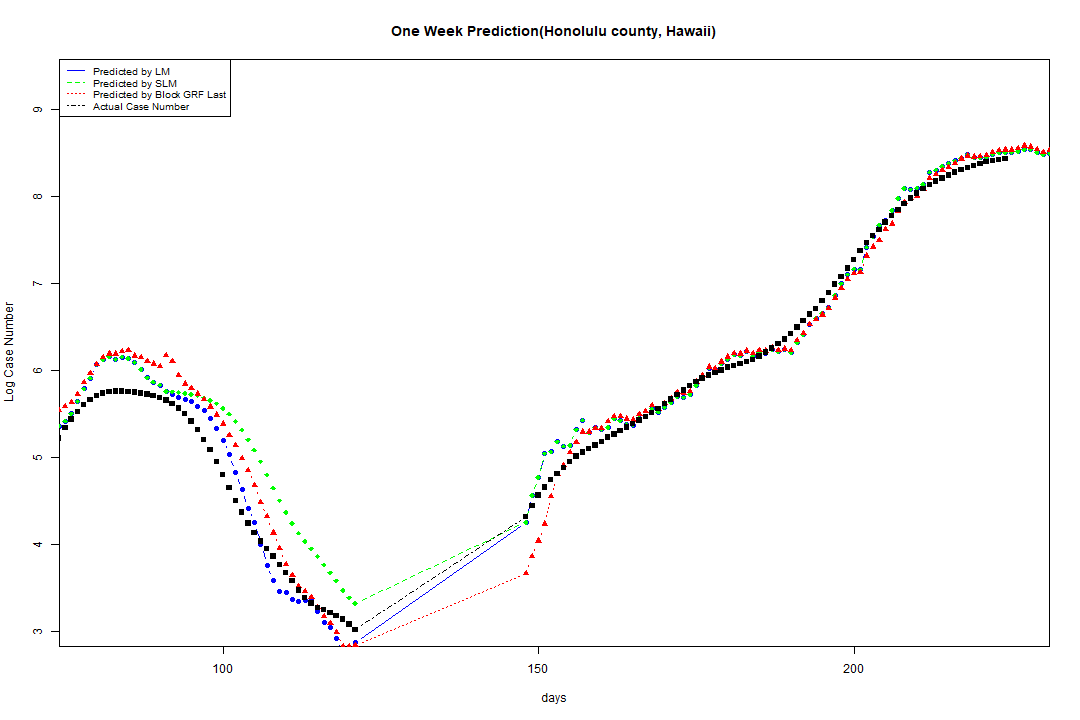 One Week Prediction(Honolulu county, Hawaii)
Predicted by LM
Predicted by SLM
Predicted by Block GRF Last
Actual Case Number
Log Case Number
9
8
7
6
5
4
3
100 150 200
days